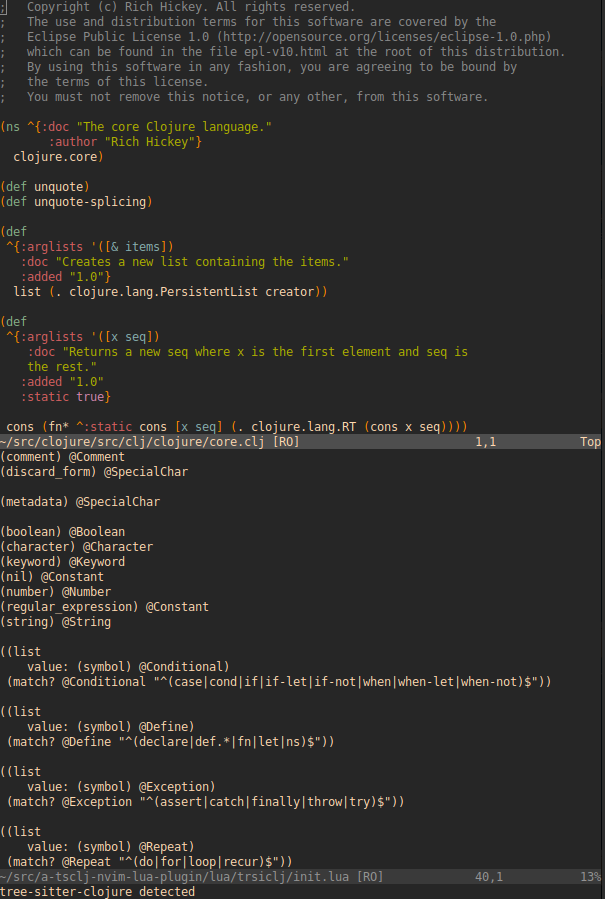 ;   Copyright (c) Rich Hickey. All rights reserved.
;   The use and distribution terms for this software are covered by the
;   Eclipse Public License 1.0 (http://opensource.org/licenses/eclipse-1.0.php)
;   which can be found in the file epl-v10.html at the root of this distribution.
;   By using this software in any fashion, you are agreeing to be bound by
;   the terms of this license.
;   You must not remove this notice, or any other, from this software.
(ns ^{:doc "The core Clojure language."
       :author "Rich Hickey"}
  clojure.core)
(def unquote)
(def unquote-splicing)
(def
 ^{:arglists '([& items])
   :doc "Creates a new list containing the items."
   :added "1.0"}
  list (. clojure.lang.PersistentList creator))
(def
 ^{:arglists '([x seq])
    :doc "Returns a new seq where x is the first element and seq is
    the rest."
   :added "1.0"
   :static true}
 cons (fn* ^:static cons [x seq] (. clojure.lang.RT (cons x seq))))
~/src/clojure/src/clj/clojure/core.clj [RO] 1,1 Top
(comment) @Comment
(discard_form) @SpecialChar
(metadata) @SpecialChar
(boolean) @Boolean
(character) @Character
(keyword) @Keyword
(nil) @Constant
(number) @Number
(regular_expression) @Constant
(string) @String
((list
    value: (symbol) @Conditional)
 (match? @Conditional "^(case|cond|if|if-let|if-not|when|when-let|when-not)$"))
((list
    value: (symbol) @Define)
 (match? @Define "^(declare|def.*|fn|let|ns)$"))
((list
    value: (symbol) @Exception)
 (match? @Exception "^(assert|catch|finally|throw|try)$"))
((list
    value: (symbol) @Repeat)
 (match? @Repeat "^(do|for|loop|recur)$"))
~/src/a-tsclj-nvim-lua-plugin/lua/trsiclj/init.lua [RO] 40,1 13%
tree-sitter-clojure detected